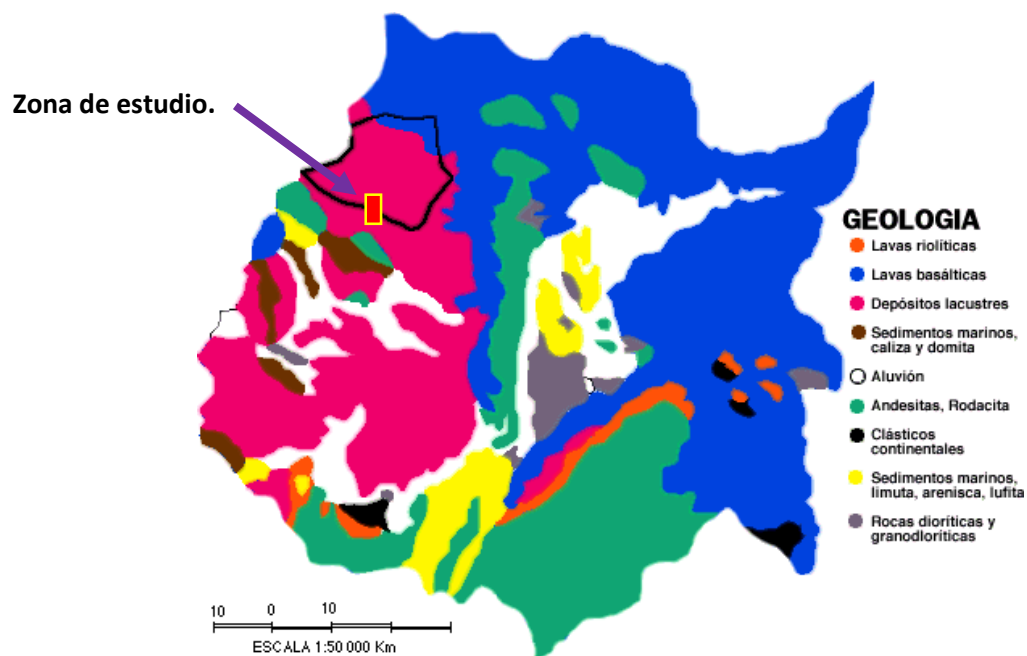 Zona de estudio.
GEOLOGIA
Lavas riolíticas
Lavas basálticas
Depósitos lacustres
Sedimentos marinos,
caliza y domita
Aluvión
Andesitas, Rodacita
Clásticos
continentales
Sedimentos marinos,
limuta, arenisca, lufita
Rocas dioríticas y
granodloríticas
10 0 10
ESCALA 1:50 000 Km